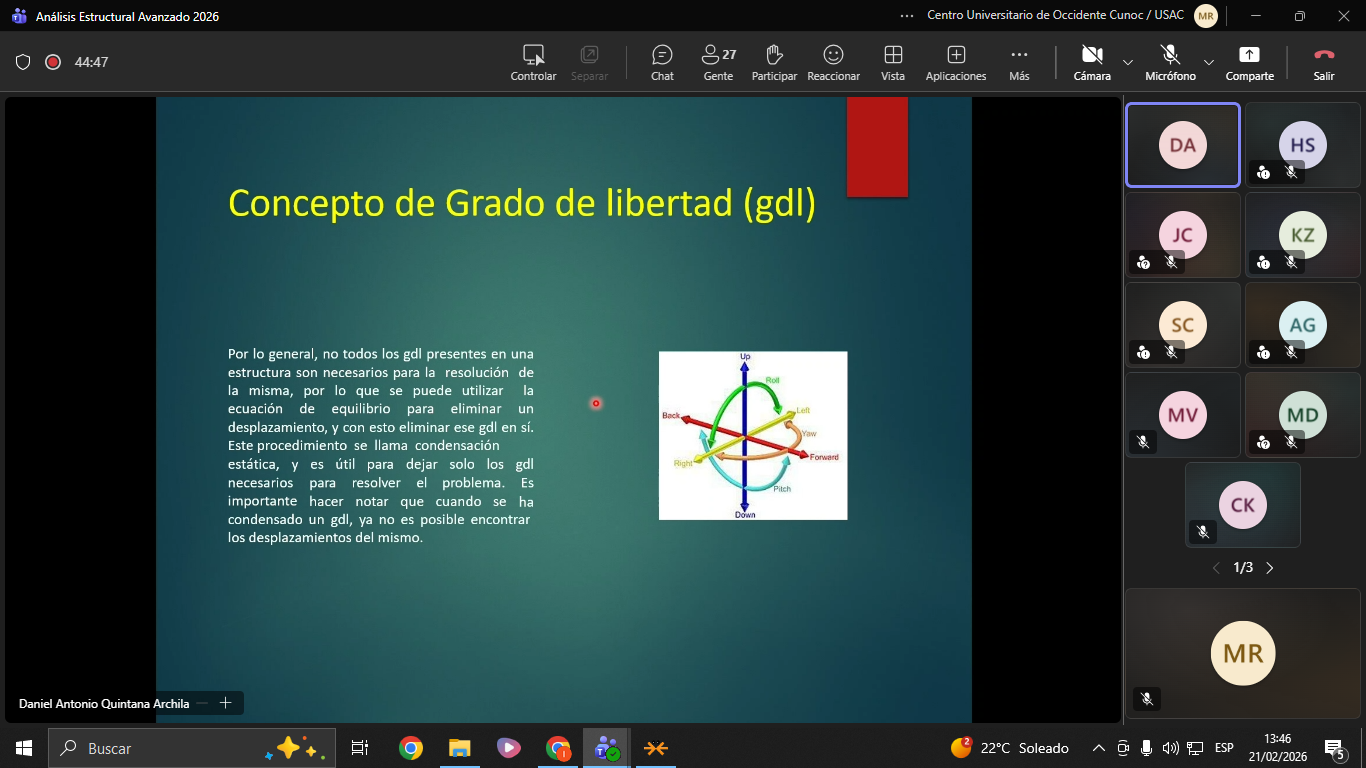 Análisis Estructural Avanzado 2026
Centro Universitario de Occidente Cunoc / USAC
MR
44:47
Controlar
Separar
Chat
27
Gente
Participar
Reaccionar
Vista
Aplicaciones
Más
Cámara
Micrófono
Comparte
Salir
Concepto de Grado de libertad (gdl)
Por lo general, no todos los gdl presentes en una
estructura son necesarios para la resolución de
la misma, por lo que se puede utilizar la
ecuación de equilibrio para eliminar un
desplazamiento, y con esto eliminar ese gdl en sí.
Este procedimiento se llama condensación
estática, y es útil para dejar solo los gdl
necesarios para resolver el problema. Es
importante hacer notar que cuando se ha
condensado un gdl, ya no es posible encontrar
los desplazamientos del mismo.
Up
Roll
Left
Back
Yaw
Forward
Right
Pitch
Down
DA
HS
JC
KZ
SC
AG
MV
MD
CK
1/3
MR
Daniel Antonio Quintana Archila
Buscar
2
22°C Soleado
ESP
13:46
21/02/2026
5